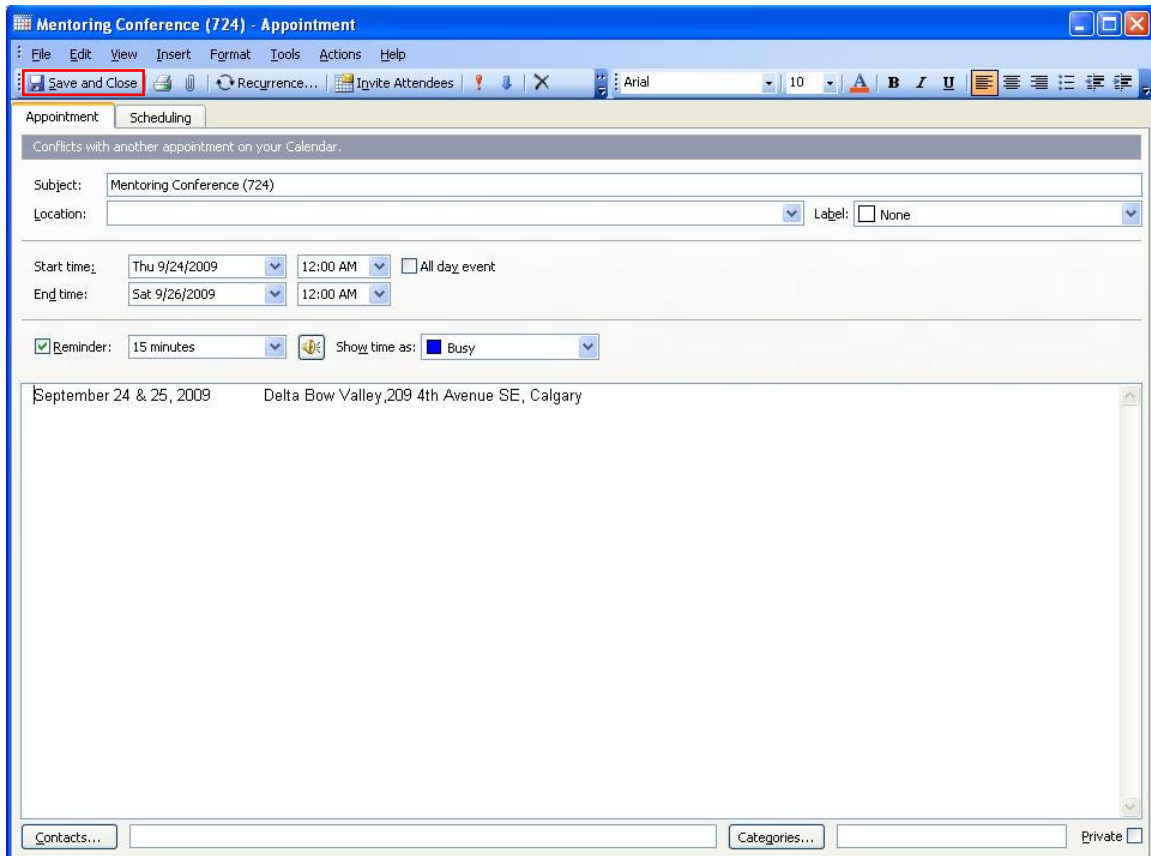 Mentoring Conference (724) - Appointment
File Edit View Insert Format Tools Actions Help
Save and Close Recurrence... Invite Attendees Arial 10 A B I U
Appointment Scheduling
Conflicts with another appointment on your Calendar.
Subject: Mentoring Conference (724)
Location: Label: None
Start time: Thu 9/24/2009 12:00 AM All day event
End time: Sat 9/26/2009 12:00 AM
Reminder: 15 minutes Show time as: Busy
September 24 & 25, 2009 Delta Bow Valley,209 4th Avenue SE, Calgary
Contacts... Categories... Private